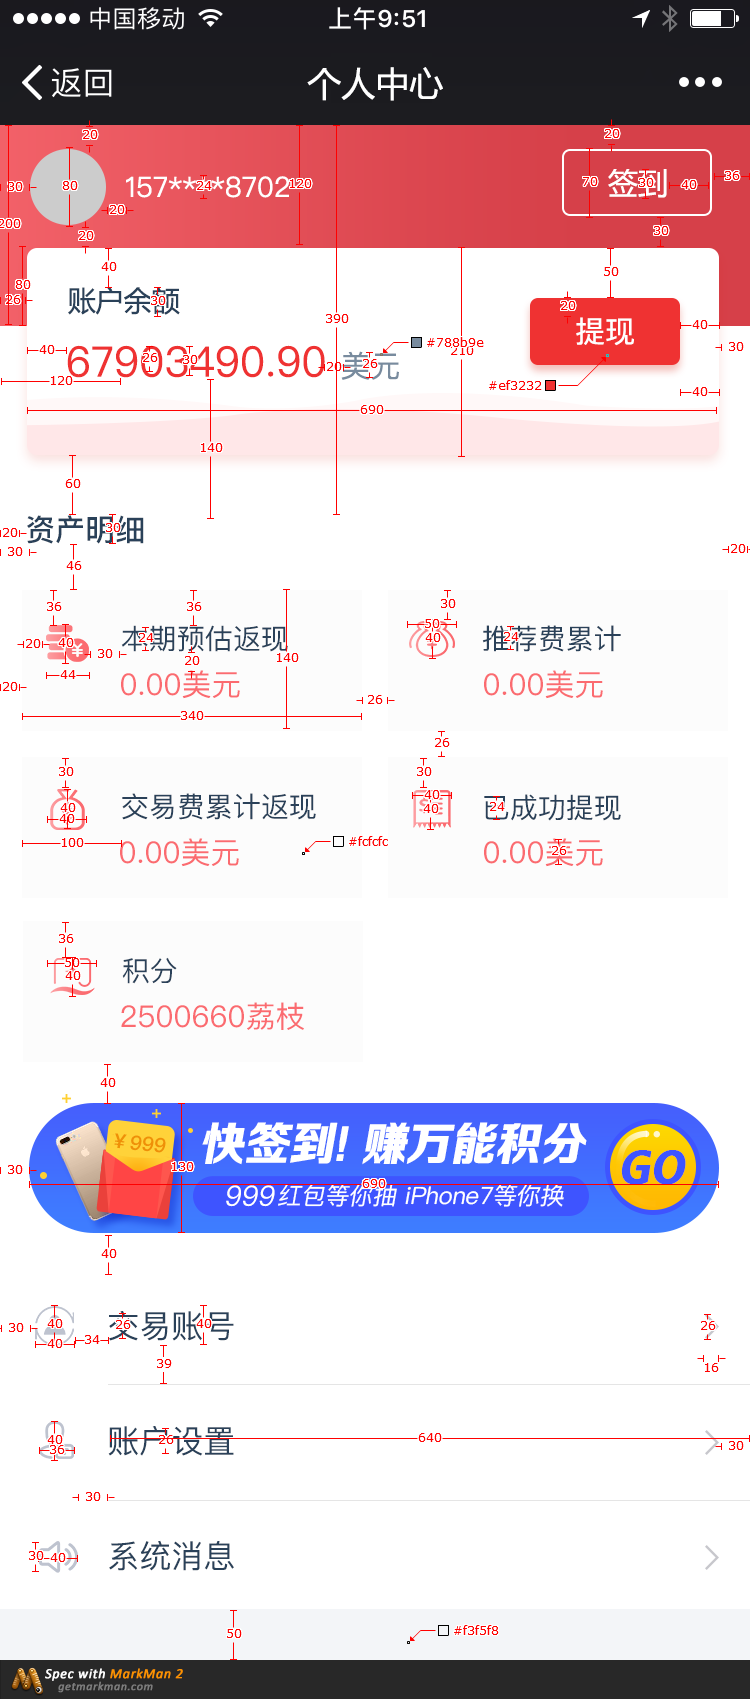 中国移动 上午9:51
返回 个人中心
20 20
30 80 157****8702 24 120 70 签到 30 40 36
20
200 20 30
40 50
80
26 账户余额 30 20
390 40
提现
#788b9e
40 67903490.90 26 30 20 美元 26 210 30
120 #ef3232 40
690
140
60
20 资产明细 30
30 20
46
36 36 30
50
20 40 本期预估返现 24 40 推荐费累计 24
30 20 140
44
20 0.00美元 0.00美元
26
340
26
30 30
40 交易费累计返现 40 已成功提现 24
40 40
100 0.00美元 #fcfcfc 0.00美元 26
36
50 积分
40
2500660荔枝
40
¥999 快签到! 赚万能积分 GO
30 130
690
999红包等你抽 iPhone7等你换
40
30 40 交易账号 26 40 26
40 34
39 16
40 账户设置 26 640 30
36
30
30 40 系统消息
50 #f3f5f8
Spec with MarkMan 2
getmarkman.com